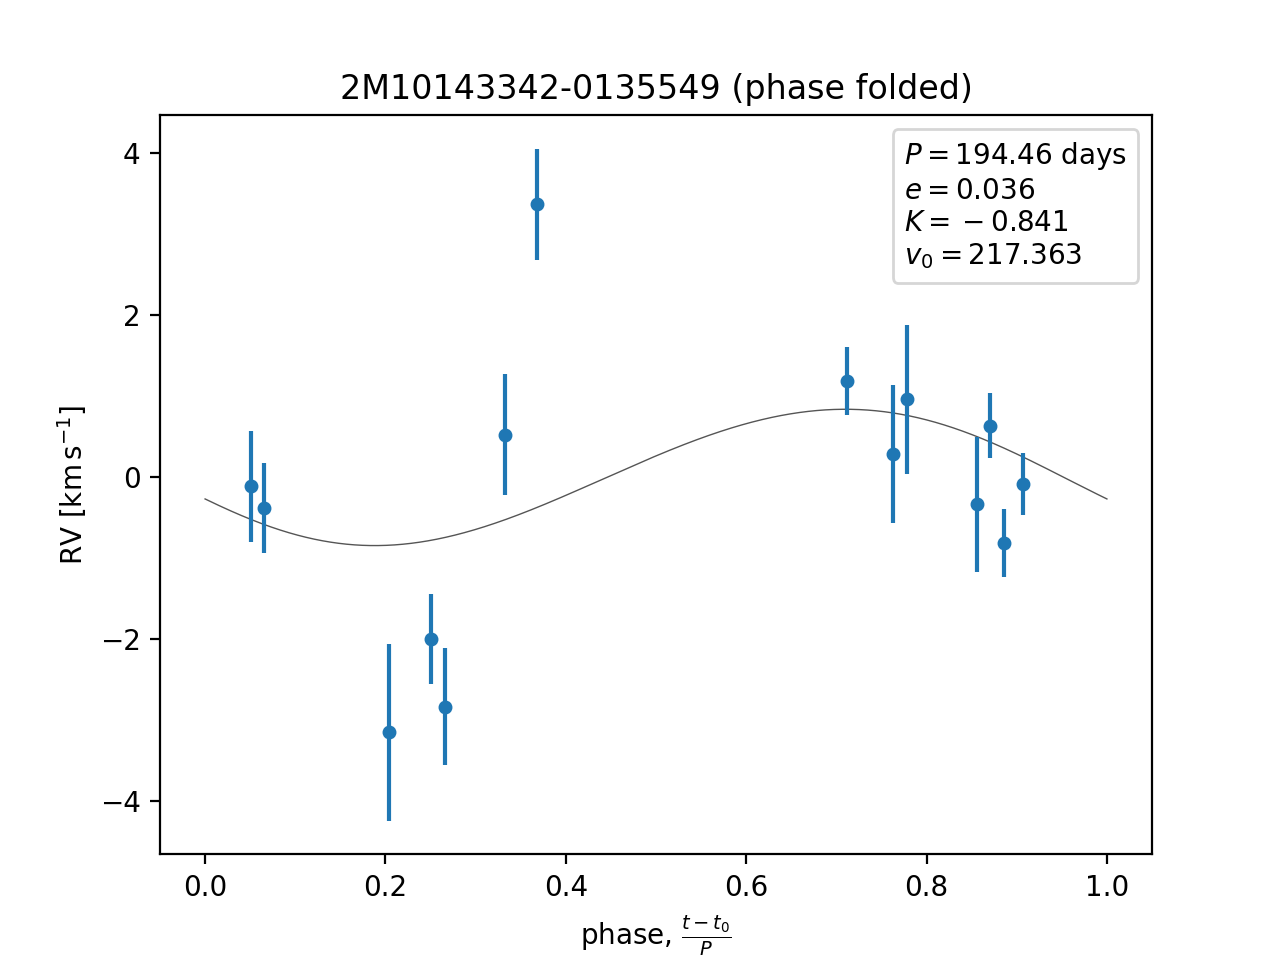 2M10143342-0135549 (phase folded)
P = 194.46 days
e = 0.036
K = −0.841
v₀ = 217.363
4
2
0
−2
−4
RV [km s⁻¹]
0.0 0.2 0.4 0.6 0.8 1.0
phase, (t − t₀)/P